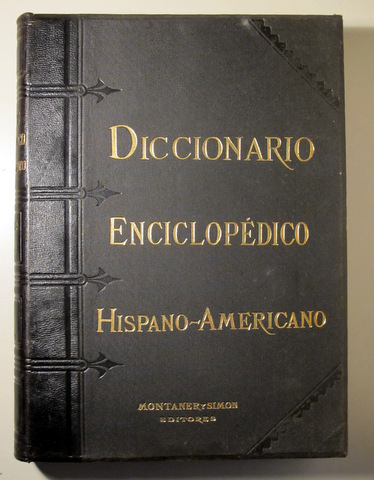 DICCIONARIO
ENCICLOPÉDICO
HISPANO-AMERICANO
MONTANER Y SIMON
EDITORES